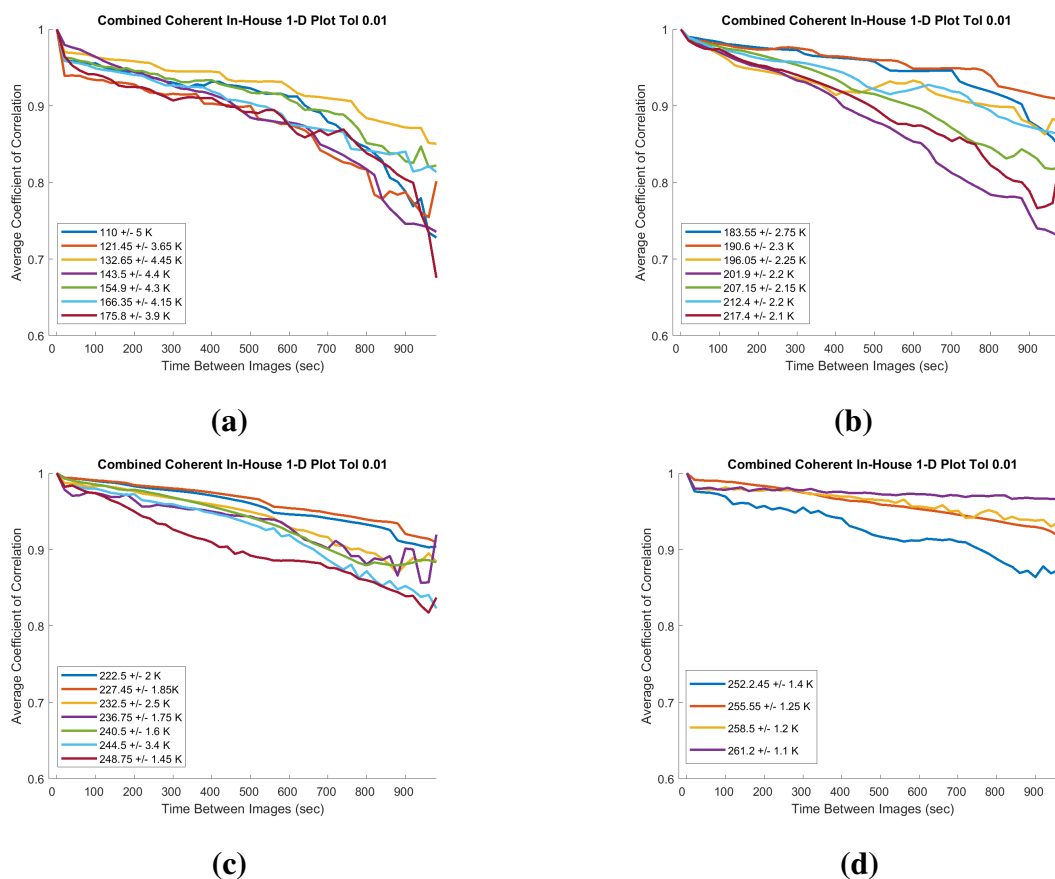 Combined Coherent In-House 1-D Plot Tol 0.01
1
0.9
0.8
0.7
0.6
Average Coefficient of Correlation
110 +/- 5 K
121.45 +/- 3.65 K
132.65 +/- 4.45 K
143.5 +/- 4.4 K
154.9 +/- 4.3 K
166.35 +/- 4.15 K
175.8 +/- 3.9 K
0 100 200 300 400 500 600 700 800 900
Time Between Images (sec)
(a)
Combined Coherent In-House 1-D Plot Tol 0.01
1
0.9
0.8
0.7
0.6
Average Coefficient of Correlation
183.55 +/- 2.75 K
190.6 +/- 2.3 K
196.05 +/- 2.25 K
201.9 +/- 2.2 K
207.15 +/- 2.15 K
212.4 +/- 2.2 K
217.4 +/- 2.1 K
0 100 200 300 400 500 600 700 800 900
Time Between Images (sec)
(b)
Combined Coherent In-House 1-D Plot Tol 0.01
1
0.9
0.8
0.7
0.6
Average Coefficient of Correlation
222.5 +/- 2 K
227.45 +/- 1.85K
232.5 +/- 2.5 K
236.75 +/- 1.75 K
240.5 +/- 1.6 K
244.5 +/- 3.4 K
248.75 +/- 1.45 K
0 100 200 300 400 500 600 700 800 900
Time Between Images (sec)
(c)
Combined Coherent In-House 1-D Plot Tol 0.01
1
0.9
0.8
0.7
0.6
Average Coefficient of Correlation
252.2.45 +/- 1.4 K
255.55 +/- 1.25 K
258.5 +/- 1.2 K
261.2 +/- 1.1 K
0 100 200 300 400 500 600 700 800 900
Time Between Images (sec)
(d)